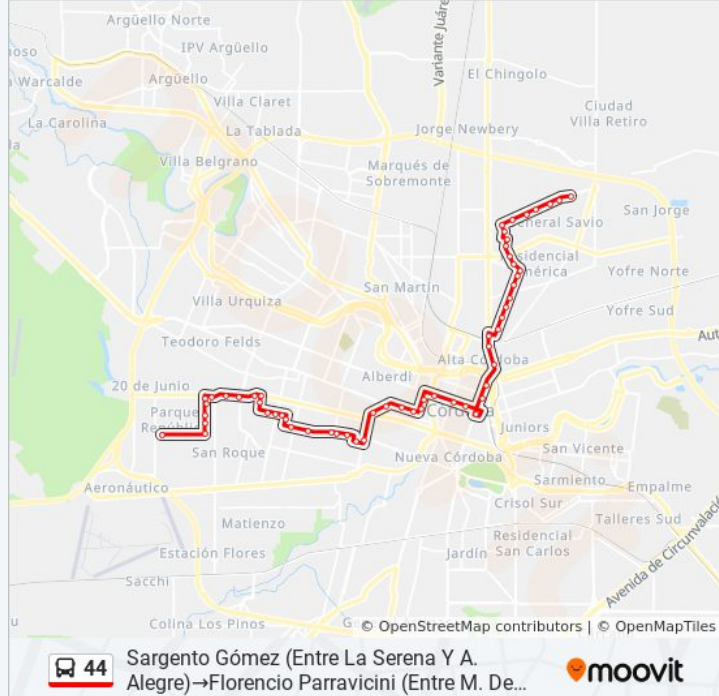 Argüello Norte
Variante Juáre
IPV Argüello
Warcalde
Argüello
El Chingolo
Villa Claret
Ciudad
Villa Retiro
La Carolina
La Tablada
Jorge Newbery
Villa Belgrano
Marqués de
Sobremonte
General Savio
San Jorge
Residencial
América
Yofre Norte
San Martín
Villa Urquiza
Yofre Sud
Teodoro Felds
Aut
Alta Córdoba
Alberdi
20 de Junio
Parque
República
Córdoba
Juniors
San Roque
San Vicente
Nueva Córdoba
Aeronáutico
Sarmiento
Empalme
Crisol Sur
Talleres Sud
Matienzo
Residencial
San Carlos
Estación Flores
Jardín
Avenida de Circunvalació
Sacchi
Colina Los Pinos
© OpenStreetMap contributors | © OpenMapTiles
44
Sargento Gómez (Entre La Serena Y A.
Alegre)→Florencio Parravicini (Entre M. De...
moovit